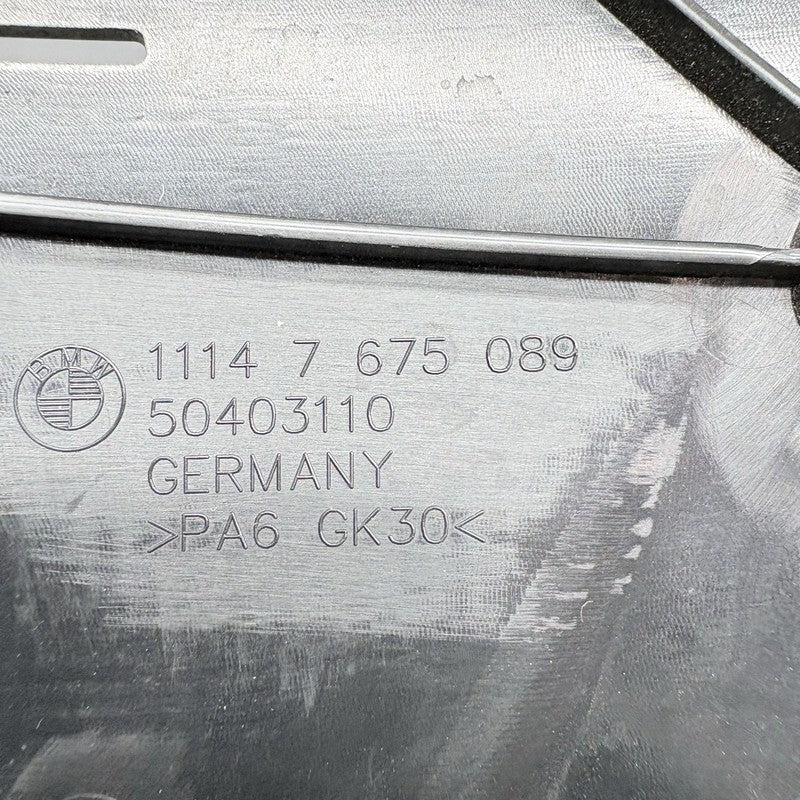 BMW
1114 7 675 089
50403110
GERMANY
>PA6 GK30<